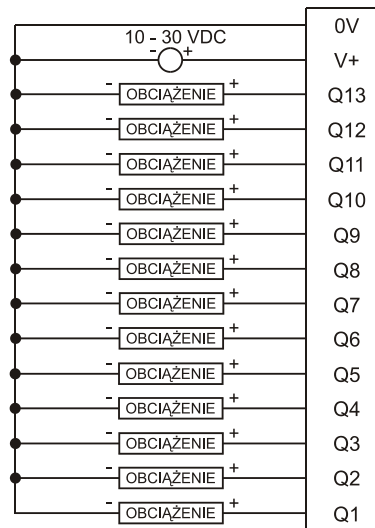 0V
10 - 30 VDC
- + V+
- OBCIĄŻENIE + Q13
- OBCIĄŻENIE + Q12
- OBCIĄŻENIE + Q11
- OBCIĄŻENIE + Q10
- OBCIĄŻENIE + Q9
- OBCIĄŻENIE + Q8
- OBCIĄŻENIE + Q7
- OBCIĄŻENIE + Q6
- OBCIĄŻENIE + Q5
- OBCIĄŻENIE + Q4
- OBCIĄŻENIE + Q3
- OBCIĄŻENIE + Q2
- OBCIĄŻENIE + Q1